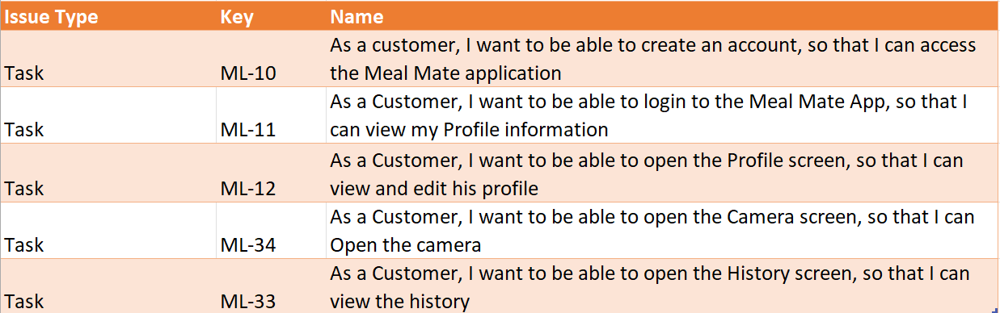 Issue Type Key Name
As a customer, I want to be able to create an account, so that I can access
Task ML-10 the Meal Mate application
As a Customer, I want to be able to login to the Meal Mate App, so that I
Task ML-11 can view my Profile information
As a Customer, I want to be able to open the Profile screen, so that I can
Task ML-12 view and edit his profile
As a Customer, I want to be able to open the Camera screen, so that I can
Task ML-34 Open the camera
As a Customer, I want to be able to open the History screen, so that I can
Task ML-33 view the history